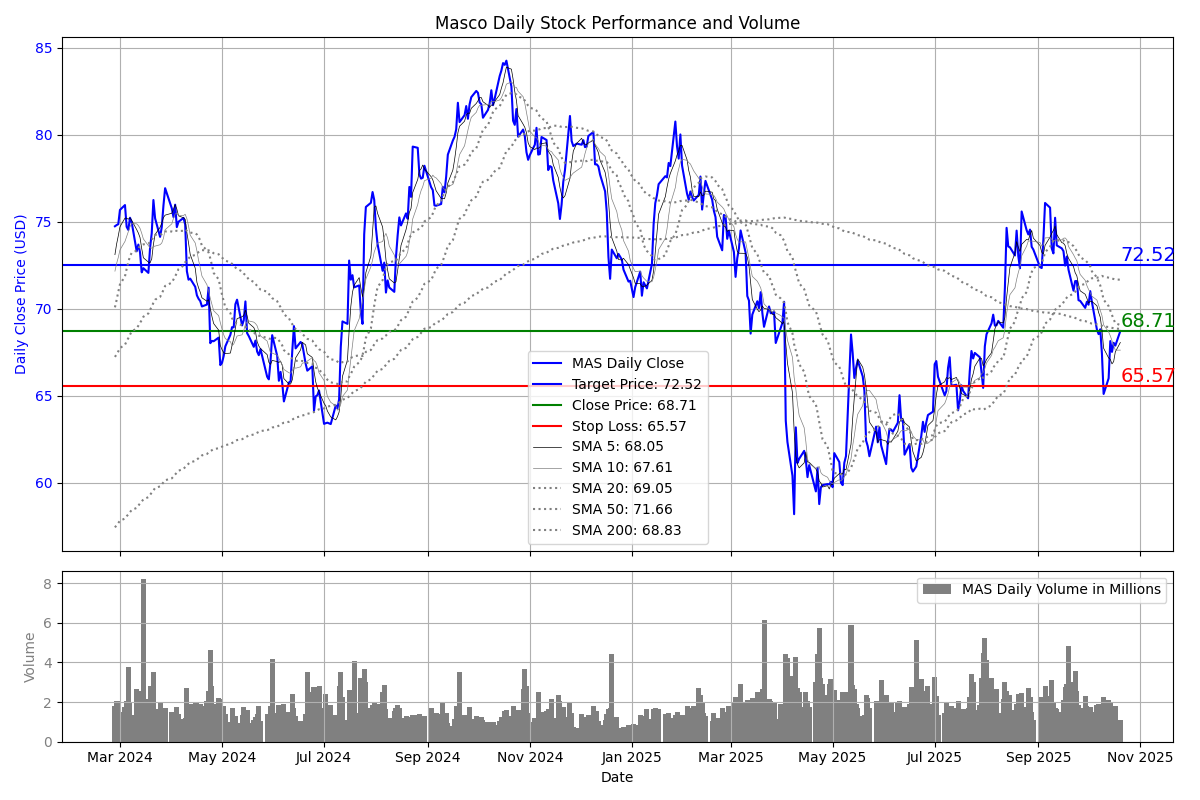 Masco Daily Stock Performance and Volume
Daily Close Price (USD)
85
80
75
70
65
60
72.52
68.71
65.57
MAS Daily Close
Target Price: 72.52
Close Price: 68.71
Stop Loss: 65.57
SMA 5: 68.05
SMA 10: 67.61
SMA 20: 69.05
SMA 50: 71.66
SMA 200: 68.83
Volume
8
6
4
2
0
MAS Daily Volume in Millions
Mar 2024 May 2024 Jul 2024 Sep 2024 Nov 2024 Jan 2025 Mar 2025 May 2025 Jul 2025 Sep 2025 Nov 2025
Date